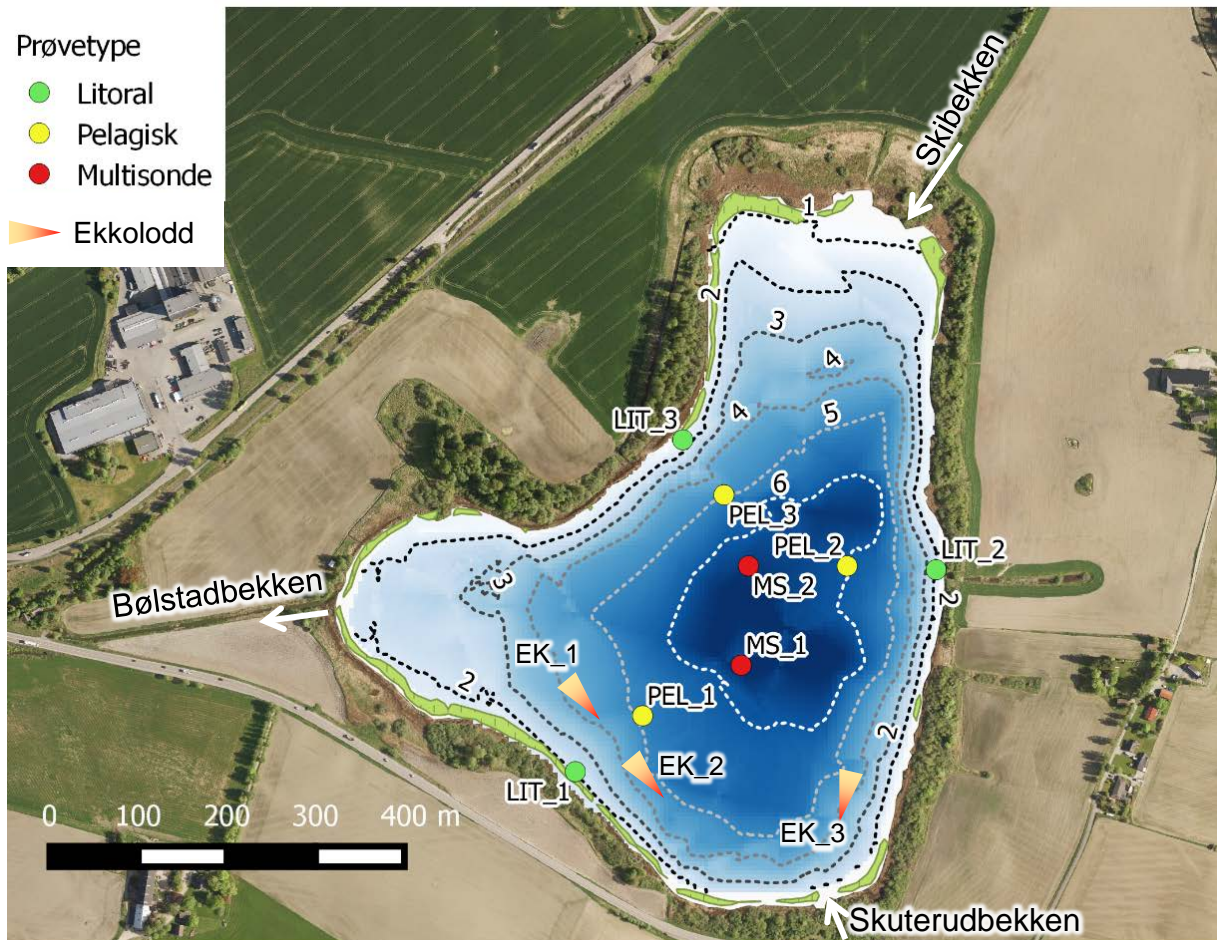 Prøvetype
Litoral
Pelagisk
Multisonde
Ekkolodd
Skibekken
1
2
3
4
4
5
LIT_3
6
PEL_3
PEL_2
LIT_2
MS_2
3
2
Bølstadbekken
MS_1
EK_1
2
PEL_1
2
EK_2
LIT_1
EK_3
0 100 200 300 400 m
Skuterudbekken